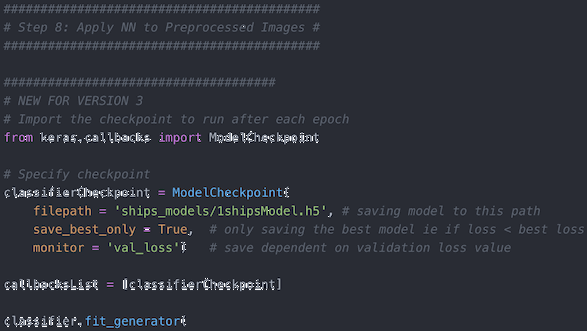 ###########################################
# Step 8: Apply NN to Preprocessed Images #
###########################################
#####################################
# NEW FOR VERSION 3
# Import the checkpoint to run after each epoch
from keras.callbacks import ModelCheckpoint
# Specify checkpoint
classifierCheckpoint = ModelCheckpoint(
filepath = 'ships_models/1shipsModel.h5', # saving model to this path
save_best_only = True, # only saving the best model ie if loss < best loss
monitor = 'val_loss') # save dependent on validation loss value
callbacksList = [classifierCheckpoint]
classifier.fit_generator(